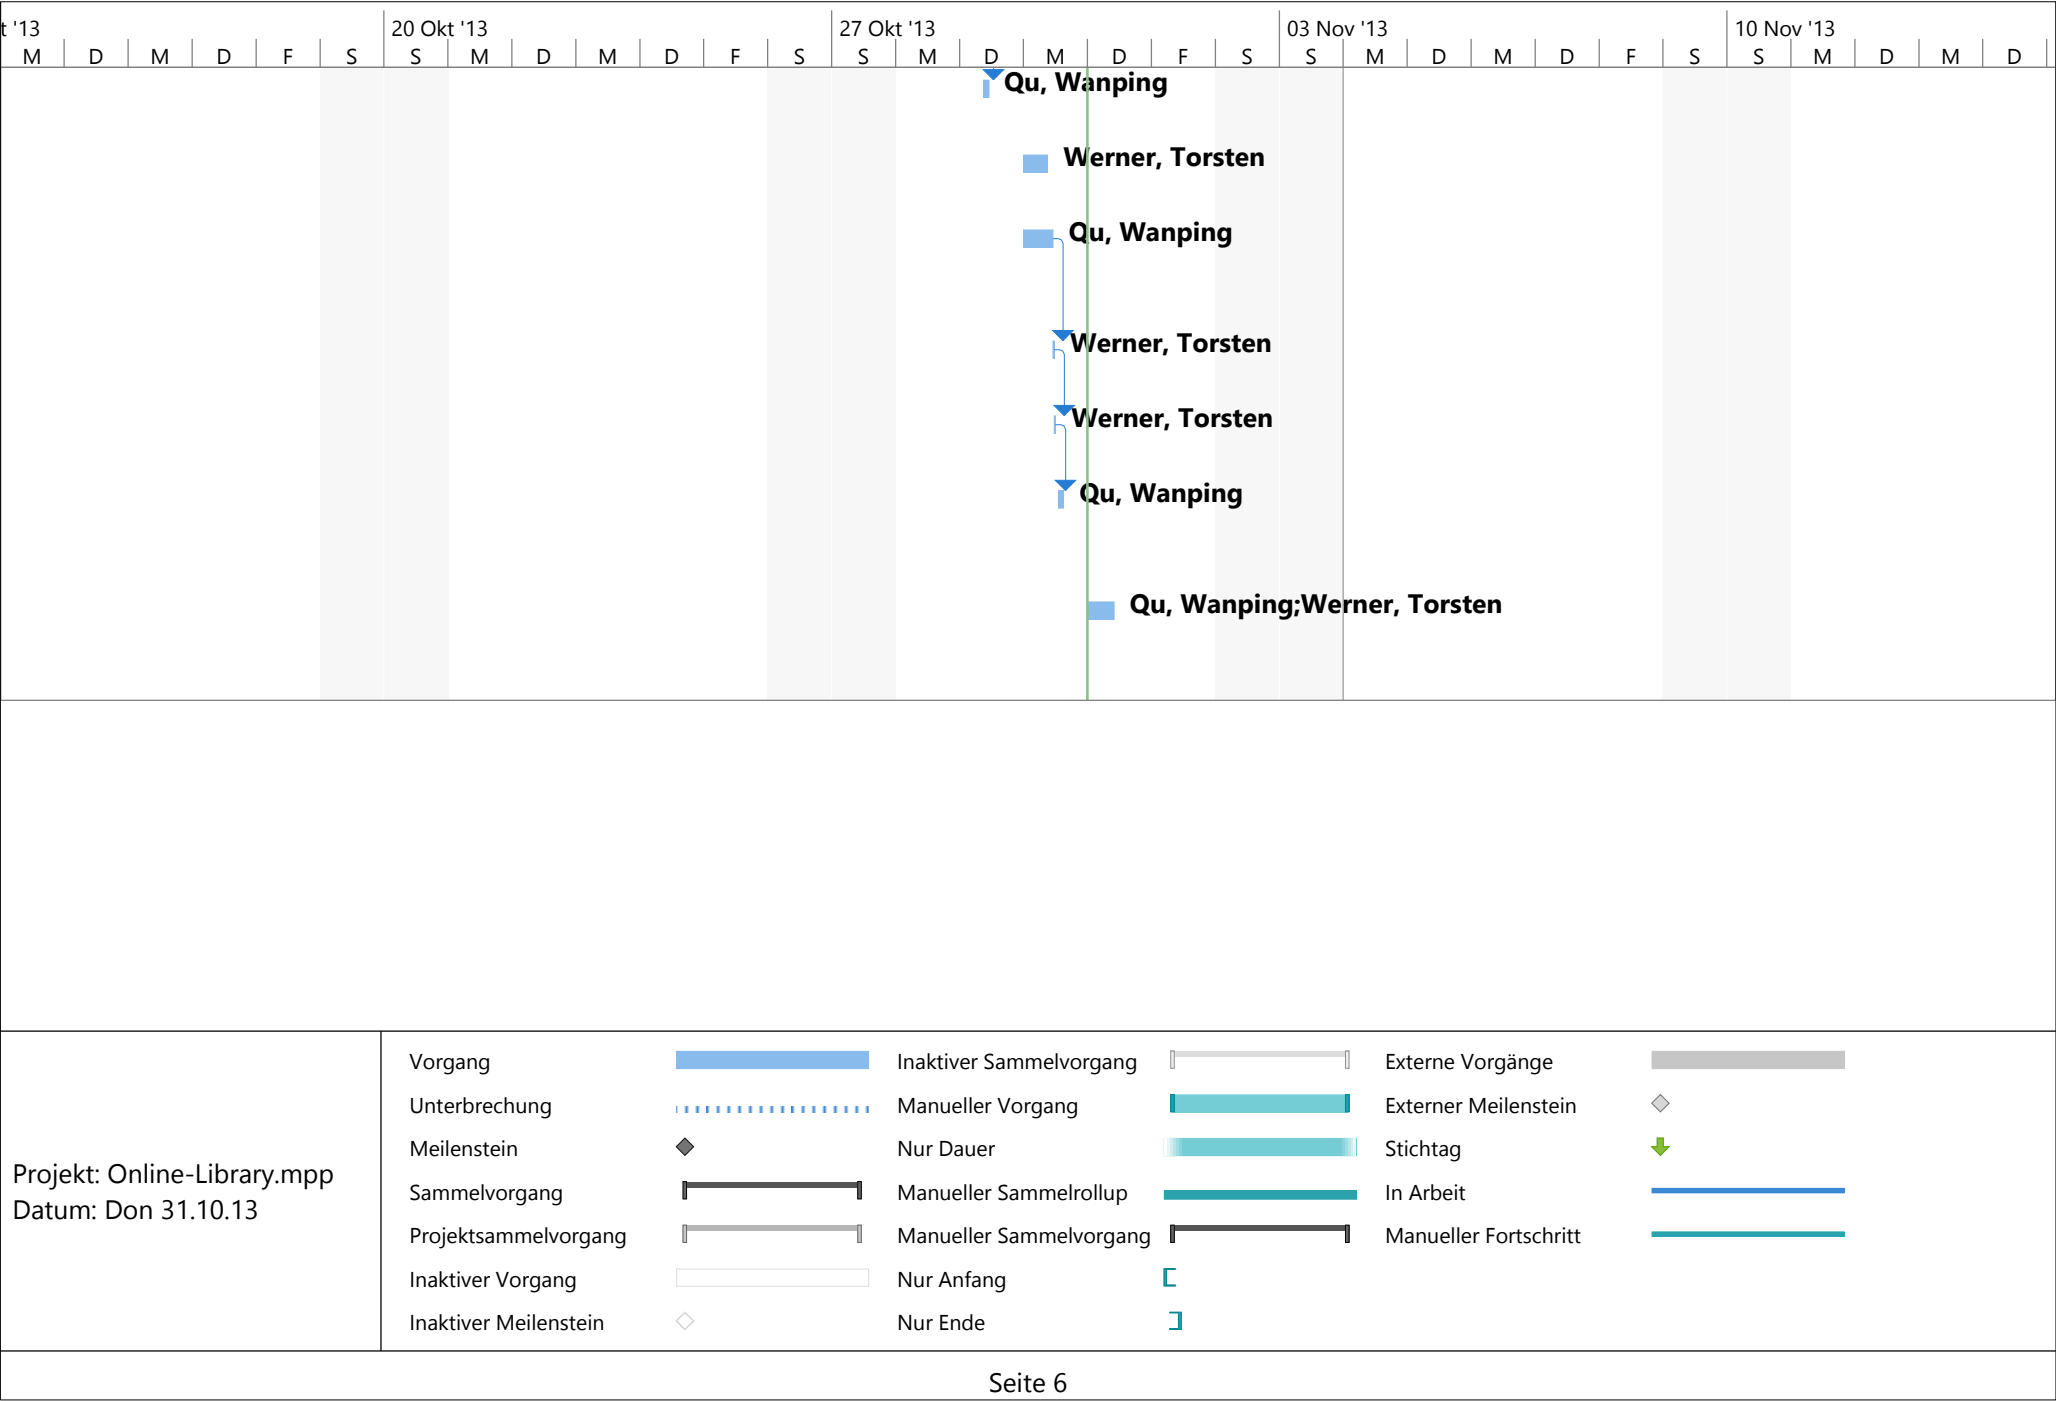 t '13 20 Okt '13 27 Okt '13 03 Nov '13 10 Nov '13
M D M D F S S M D M D F S S M D M D F S S M D M D F S S M D M D
Qu, Wanping
Werner, Torsten
Qu, Wanping
Werner, Torsten
Werner, Torsten
Qu, Wanping
Qu, Wanping;Werner, Torsten
Projekt: Online-Library.mpp
Datum: Don 31.10.13
Vorgang
Unterbrechung
Meilenstein
Sammelvorgang
Projektsammelvorgang
Inaktiver Vorgang
Inaktiver Meilenstein
Inaktiver Sammelvorgang
Manueller Vorgang
Nur Dauer
Manueller Sammelrollup
Manueller Sammelvorgang
Nur Anfang
Nur Ende
Externe Vorgänge
Externer Meilenstein
Stichtag
In Arbeit
Manueller Fortschritt
Seite 6